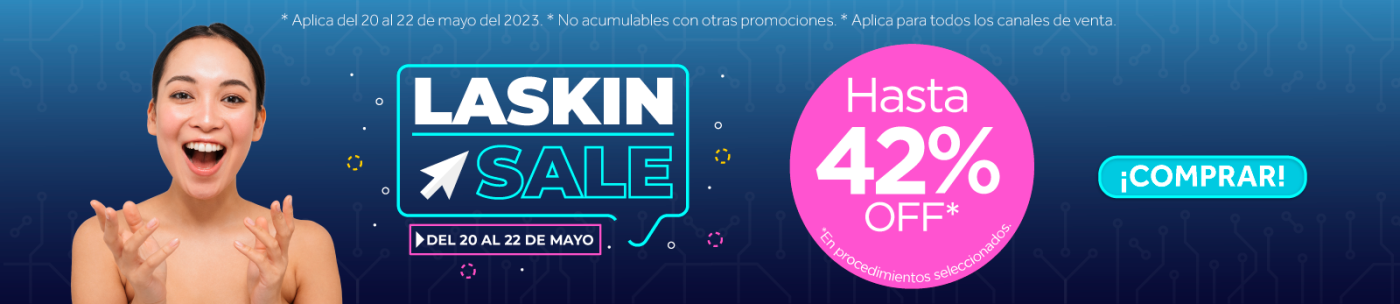 * Aplica del 20 al 22 de mayo del 2023. * No acumulables con otras promociones. * Aplica para todos los canales de venta.
LASKIN
SALE
DEL 20 AL 22 DE MAYO
Hasta
42%
OFF*
*En procedimientos seleccionados.
¡COMPRAR!